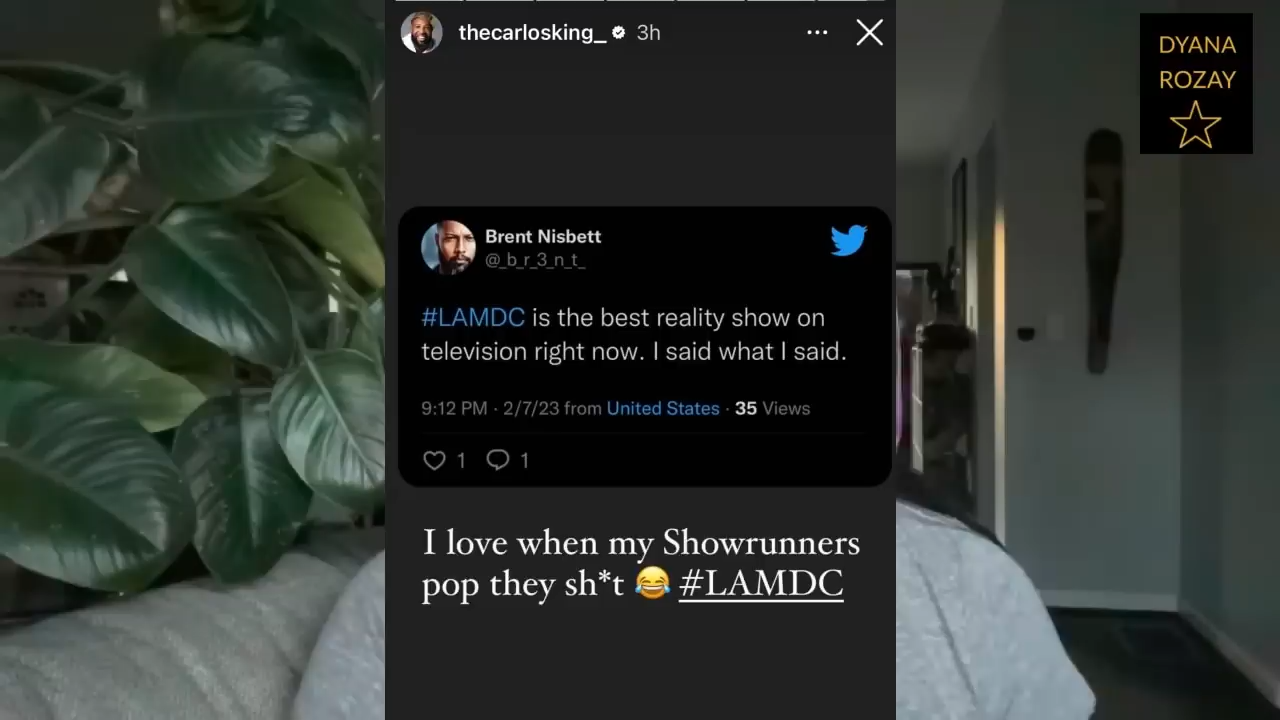 thecarlosking_ 3h
DYANA
ROZAY
Brent Nisbett
@_b_r_3_n_t_
#LAMDC is the best reality show on
television right now. I said what I said.
9:12 PM · 2/7/23 from United States · 35 Views
1 1
I love when my Showrunners
pop they sh*t 😂 #LAMDC